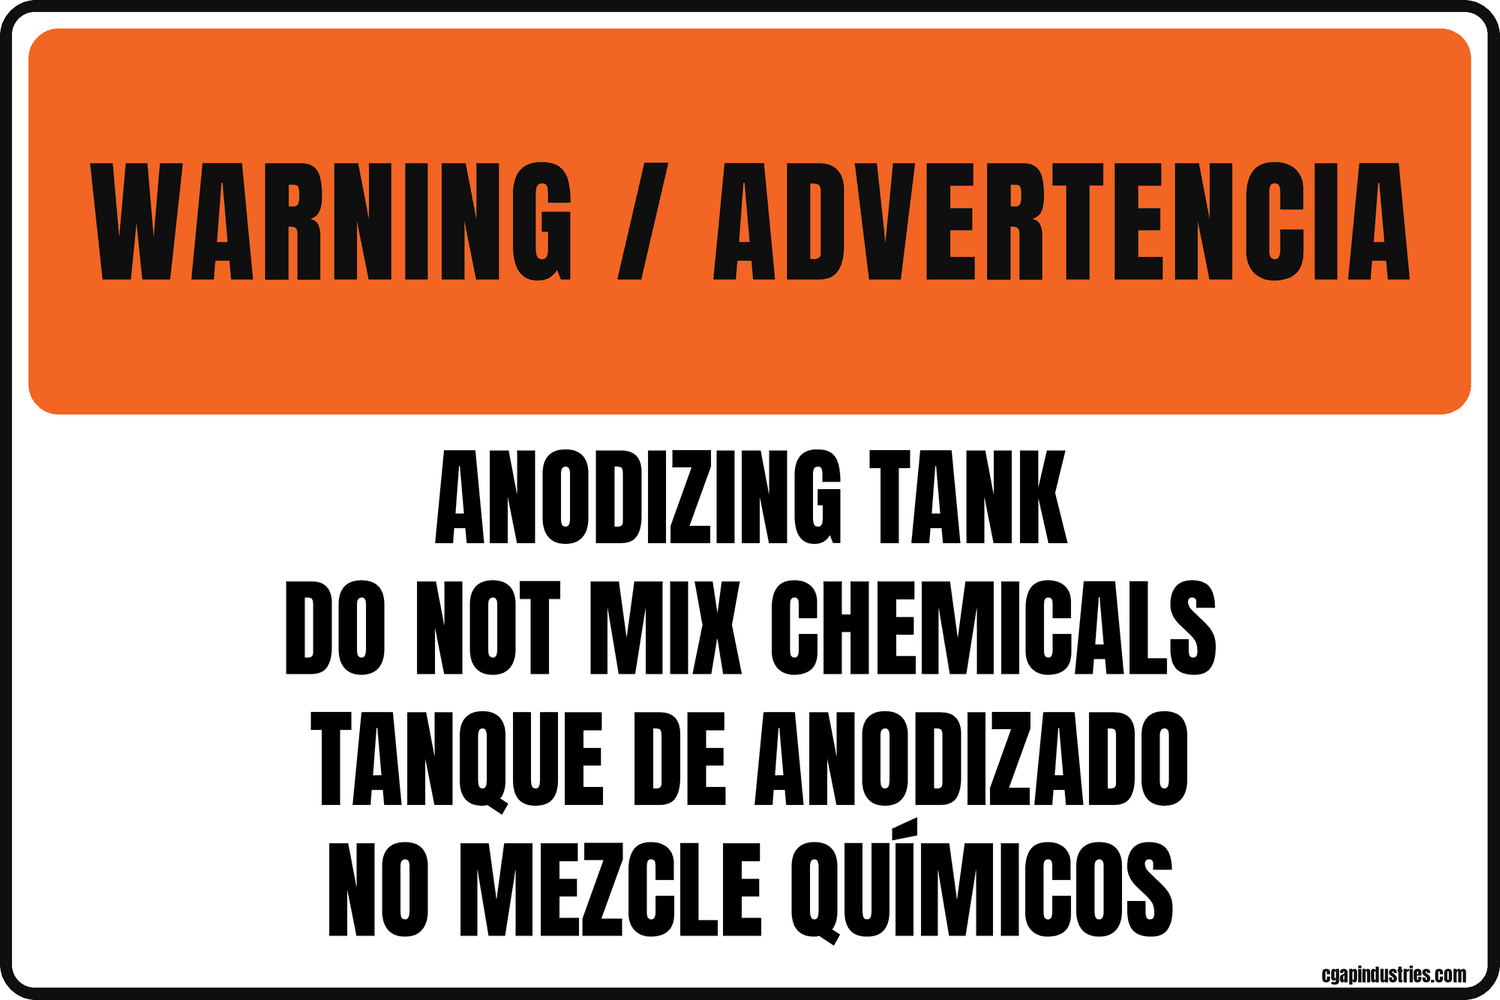 WARNING / ADVERTENCIA
ANODIZING TANK
DO NOT MIX CHEMICALS
TANQUE DE ANODIZADO
NO MEZCLE QUÍMICOS
cgapindustries.com